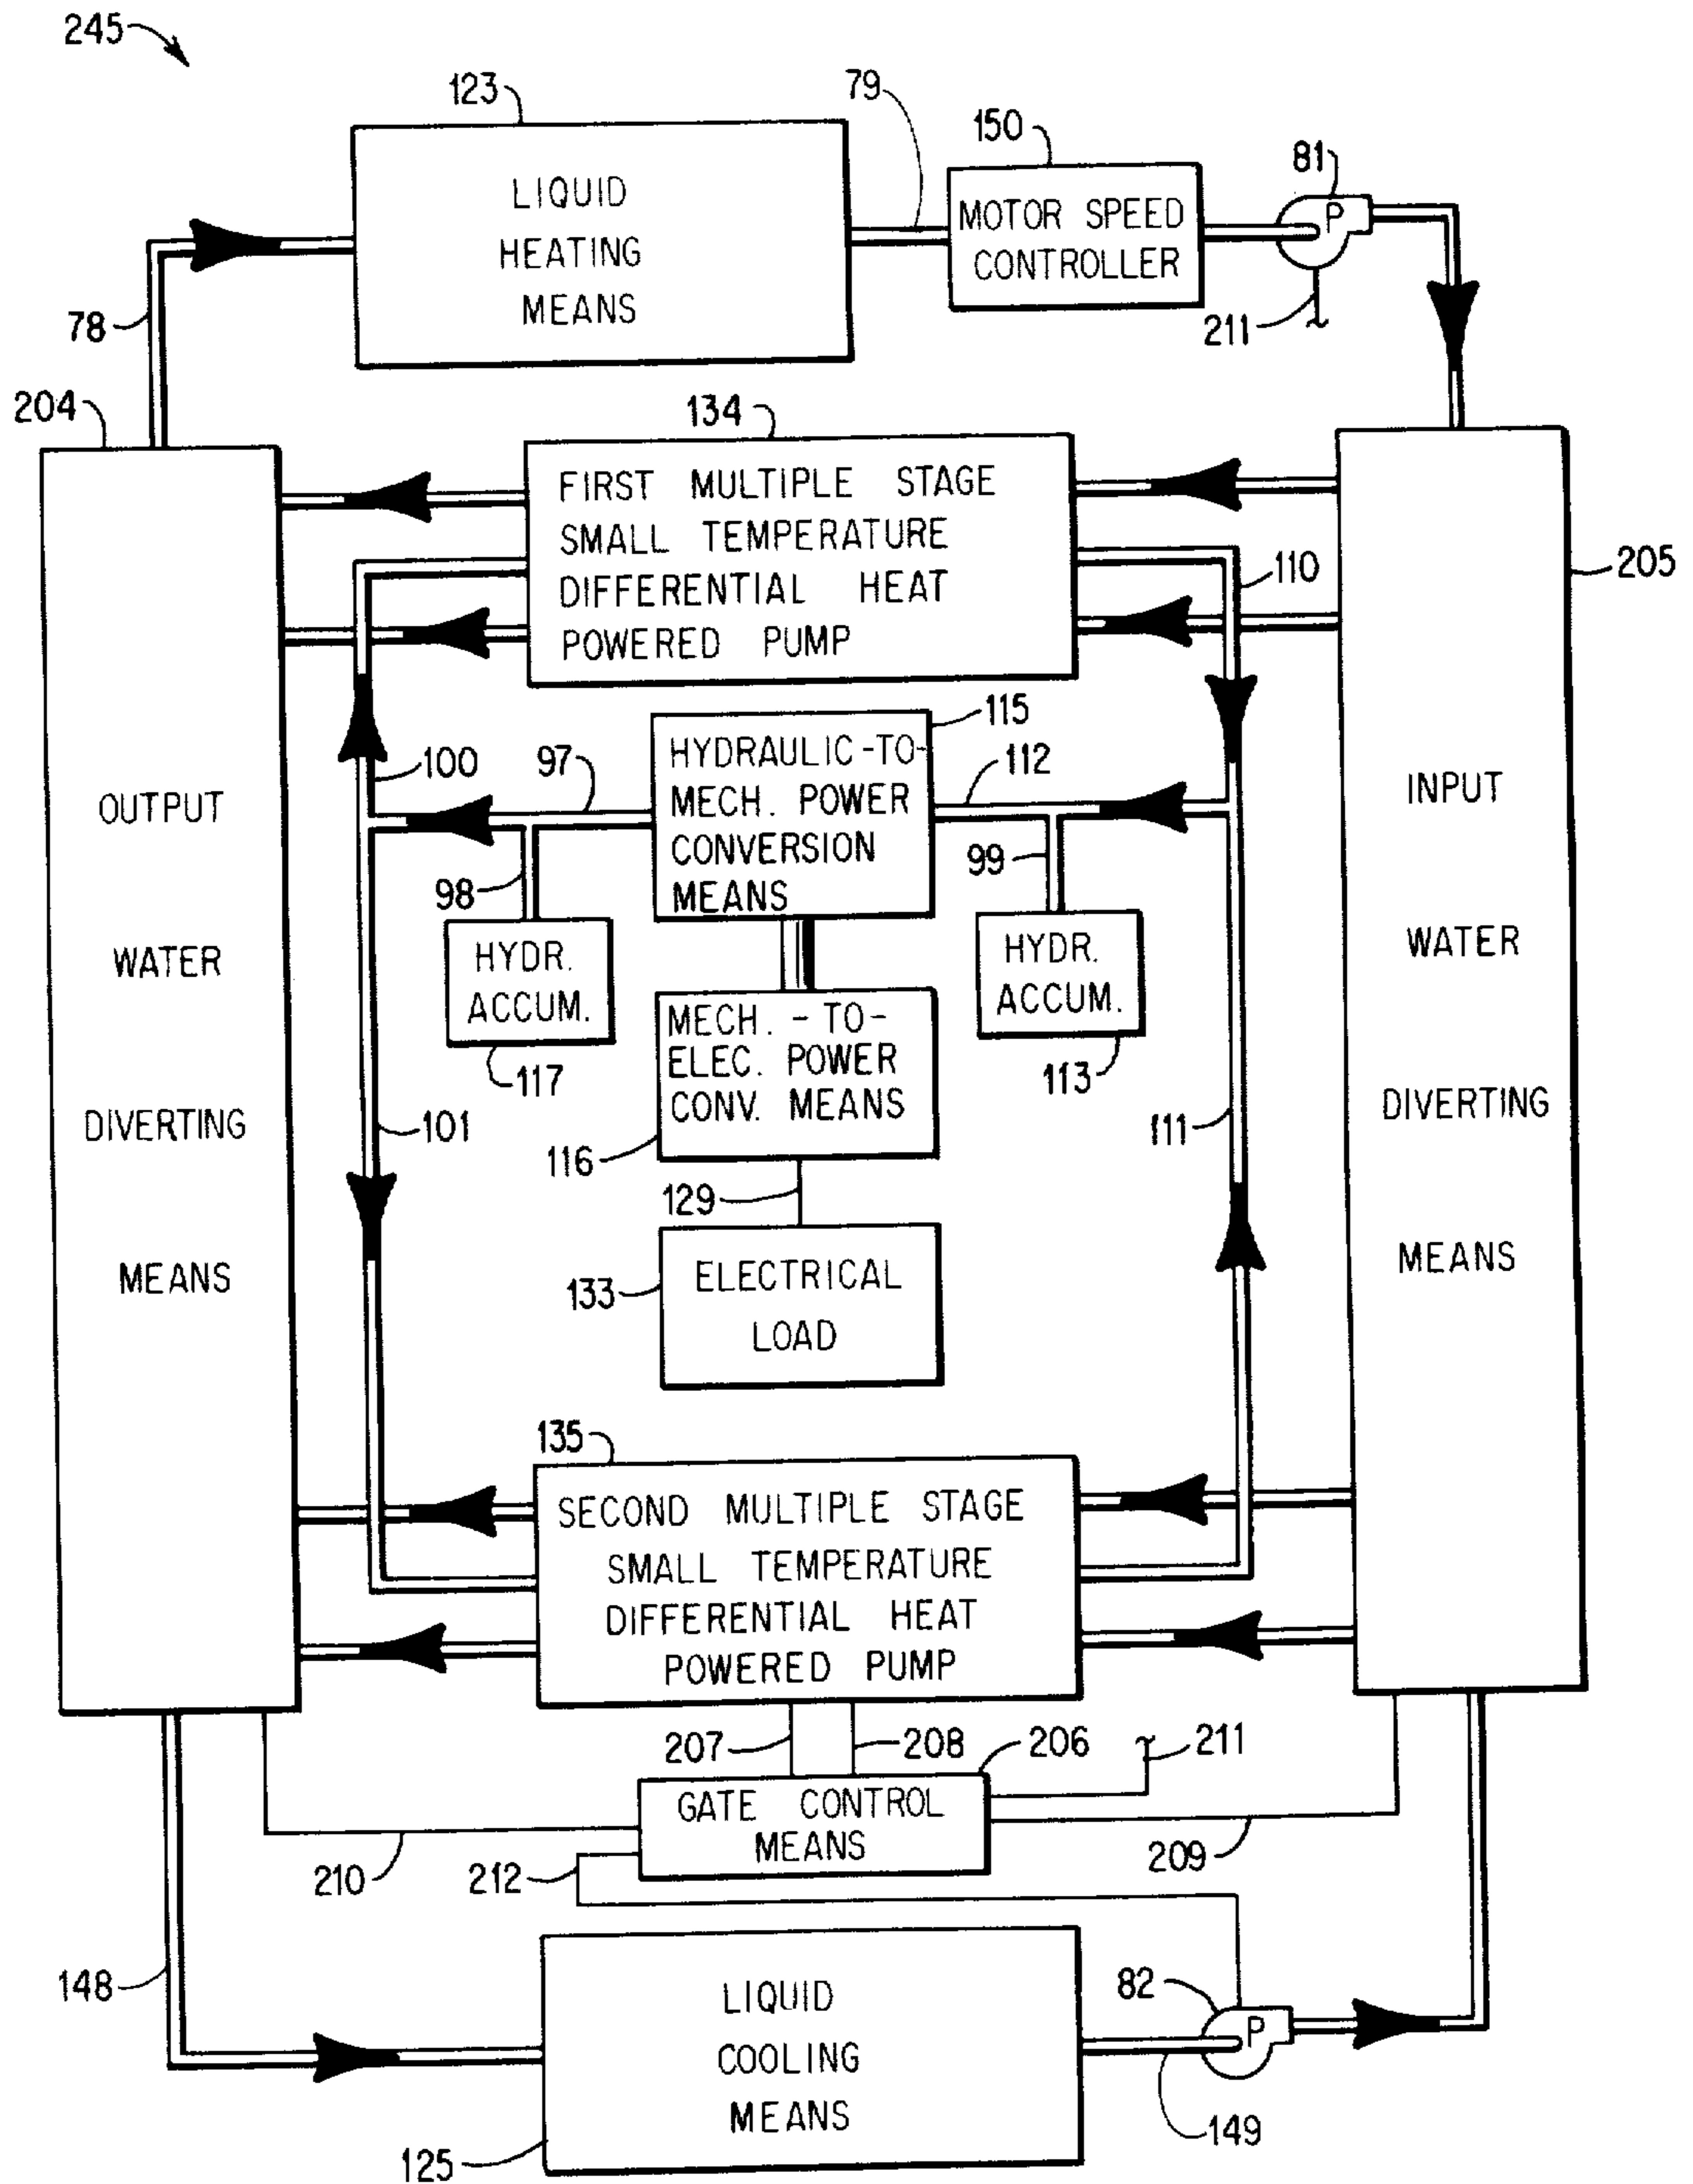 245
123
79
150
81
LIQUID
HEATING
MEANS
MOTOR SPEED
CONTROLLER
P
78
211
204
134
FIRST MULTIPLE STAGE
SMALL TEMPERATURE
DIFFERENTIAL HEAT
POWERED PUMP
110
205
115
HYDRAULIC-TO-
MECH. POWER
CONVERSION
MEANS
100
97
112
OUTPUT
WATER
DIVERTING
MEANS
INPUT
WATER
DIVERTING
MEANS
98
99
HYDR.
ACCUM.
HYDR.
ACCUM.
117
113
MECH. -TO-
ELEC. POWER
CONV. MEANS
101
111
116
129
133
ELECTRICAL
LOAD
135
SECOND MULTIPLE STAGE
SMALL TEMPERATURE
DIFFERENTIAL HEAT
POWERED PUMP
207
208
206
211
GATE CONTROL
MEANS
210
212
209
148
82
P
LIQUID
COOLING
MEANS
149
125